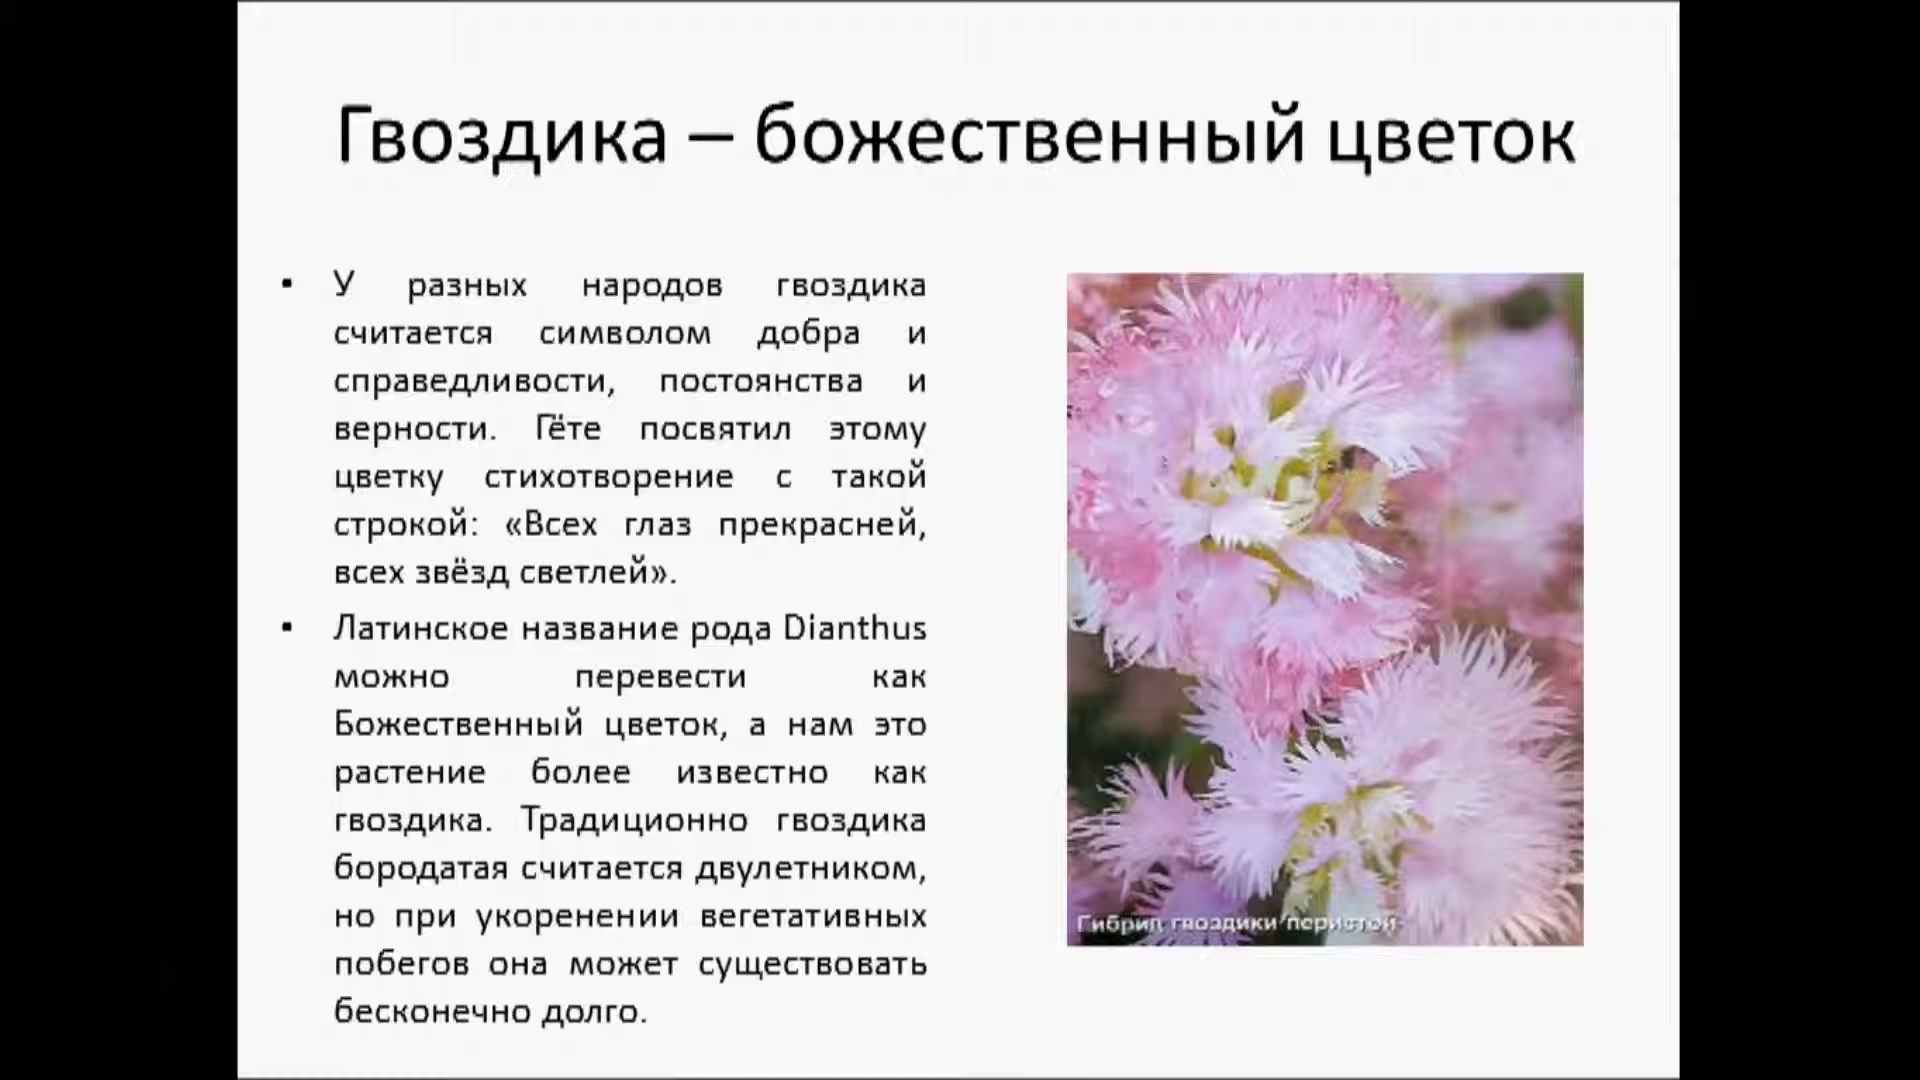 Гвоздика – божественный цветок
▪ У разных народов гвоздика
считается символом добра и
справедливости, постоянства и
верности. Гёте посвятил этому
цветку стихотворение с такой
строкой: «Всех глаз прекрасней,
всех звёзд светлей».
▪ Латинское название рода Dianthus
можно перевести как
Божественный цветок, а нам это
растение более известно как
гвоздика. Традиционно гвоздика
бородатая считается двулетником,
но при укоренении вегетативных
побегов она может существовать
бесконечно долго.
Гибрид гвоздики перистой